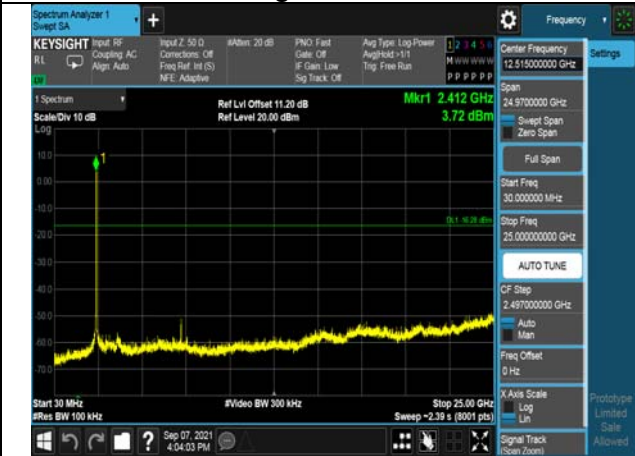 Spectrum Analyzer 1
Swept SA
+
Frequency
KEYSIGHT
RL
Input: RF
Coupling: AC
Align: Auto
Input Z: 50 Ω
Corrections: Off
Freq Ref: Int (S)
NFE: Adaptive
#Atten: 20 dB
PNO: Fast
Gate: Off
IF Gain: Low
Sig Track: Off
Avg Type: Log-Power
Avg|Hold: >1/1
Trig: Free Run
1 2 3 4 5 6
M W W W W W
P P P P P P
1 Spectrum
Scale/Div 10 dB
Log
Ref Lvl Offset 11.20 dB
Ref Level 20.00 dBm
Mkr1 2.412 GHz
3.72 dBm
1
10.0
0.00
-10.0
-20.0
-30.0
-40.0
-50.0
-60.0
-70.0
DL1 -16.28 dBm
Start 30 MHz
#Res BW 100 kHz
#Video BW 300 kHz
Stop 25.00 GHz
Sweep ~2.39 s (8001 pts)
Sep 07, 2021
4:04:03 PM
?
Center Frequency
12.515000000 GHz
Span
24.9700000 GHz
Swept Span
Zero Span
Full Span
Start Freq
30.000000 MHz
Stop Freq
25.000000000 GHz
AUTO TUNE
CF Step
2.497000000 GHz
Auto
Man
Freq Offset
0 Hz
X Axis Scale
Log
Lin
Signal Track
(Span Zoom)
Settings
Prototype
Limited
Sale
Allowed